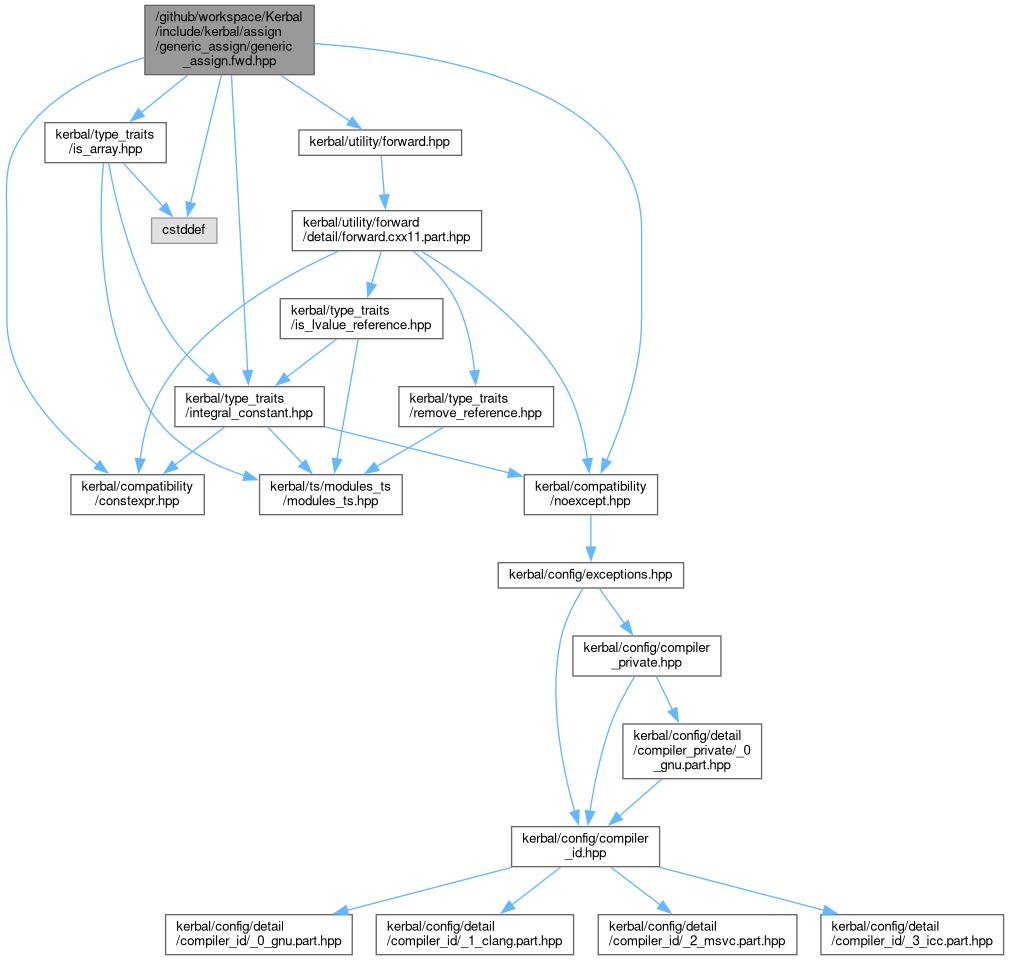 /github/workspace/Kerbal
/include/kerbal/assign
/generic_assign/generic
_assign.fwd.hpp
kerbal/type_traits
/is_array.hpp
kerbal/utility/forward.hpp
cstddef
kerbal/utility/forward
/detail/forward.cxx11.part.hpp
kerbal/type_traits
/is_lvalue_reference.hpp
kerbal/type_traits
/integral_constant.hpp
kerbal/type_traits
/remove_reference.hpp
kerbal/compatibility
/constexpr.hpp
kerbal/ts/modules_ts
/modules_ts.hpp
kerbal/compatibility
/noexcept.hpp
kerbal/config/exceptions.hpp
kerbal/config/compiler
_private.hpp
kerbal/config/detail
/compiler_private/_0
_gnu.part.hpp
kerbal/config/compiler
_id.hpp
kerbal/config/detail
/compiler_id/_0_gnu.part.hpp
kerbal/config/detail
/compiler_id/_1_clang.part.hpp
kerbal/config/detail
/compiler_id/_2_msvc.part.hpp
kerbal/config/detail
/compiler_id/_3_icc.part.hpp